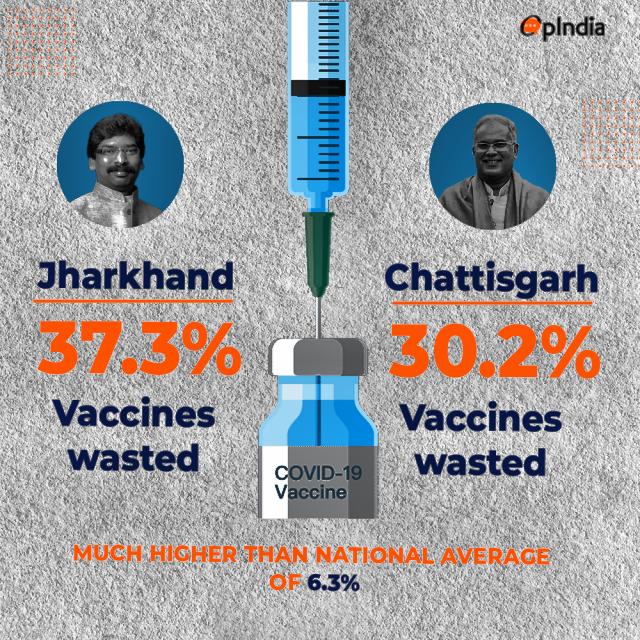 OpIndia
Jharkhand
37.3%
Vaccines
wasted
Chattisgarh
30.2%
Vaccines
wasted
COVID-19
Vaccine
MUCH HIGHER THAN NATIONAL AVERAGE
OF 6.3%